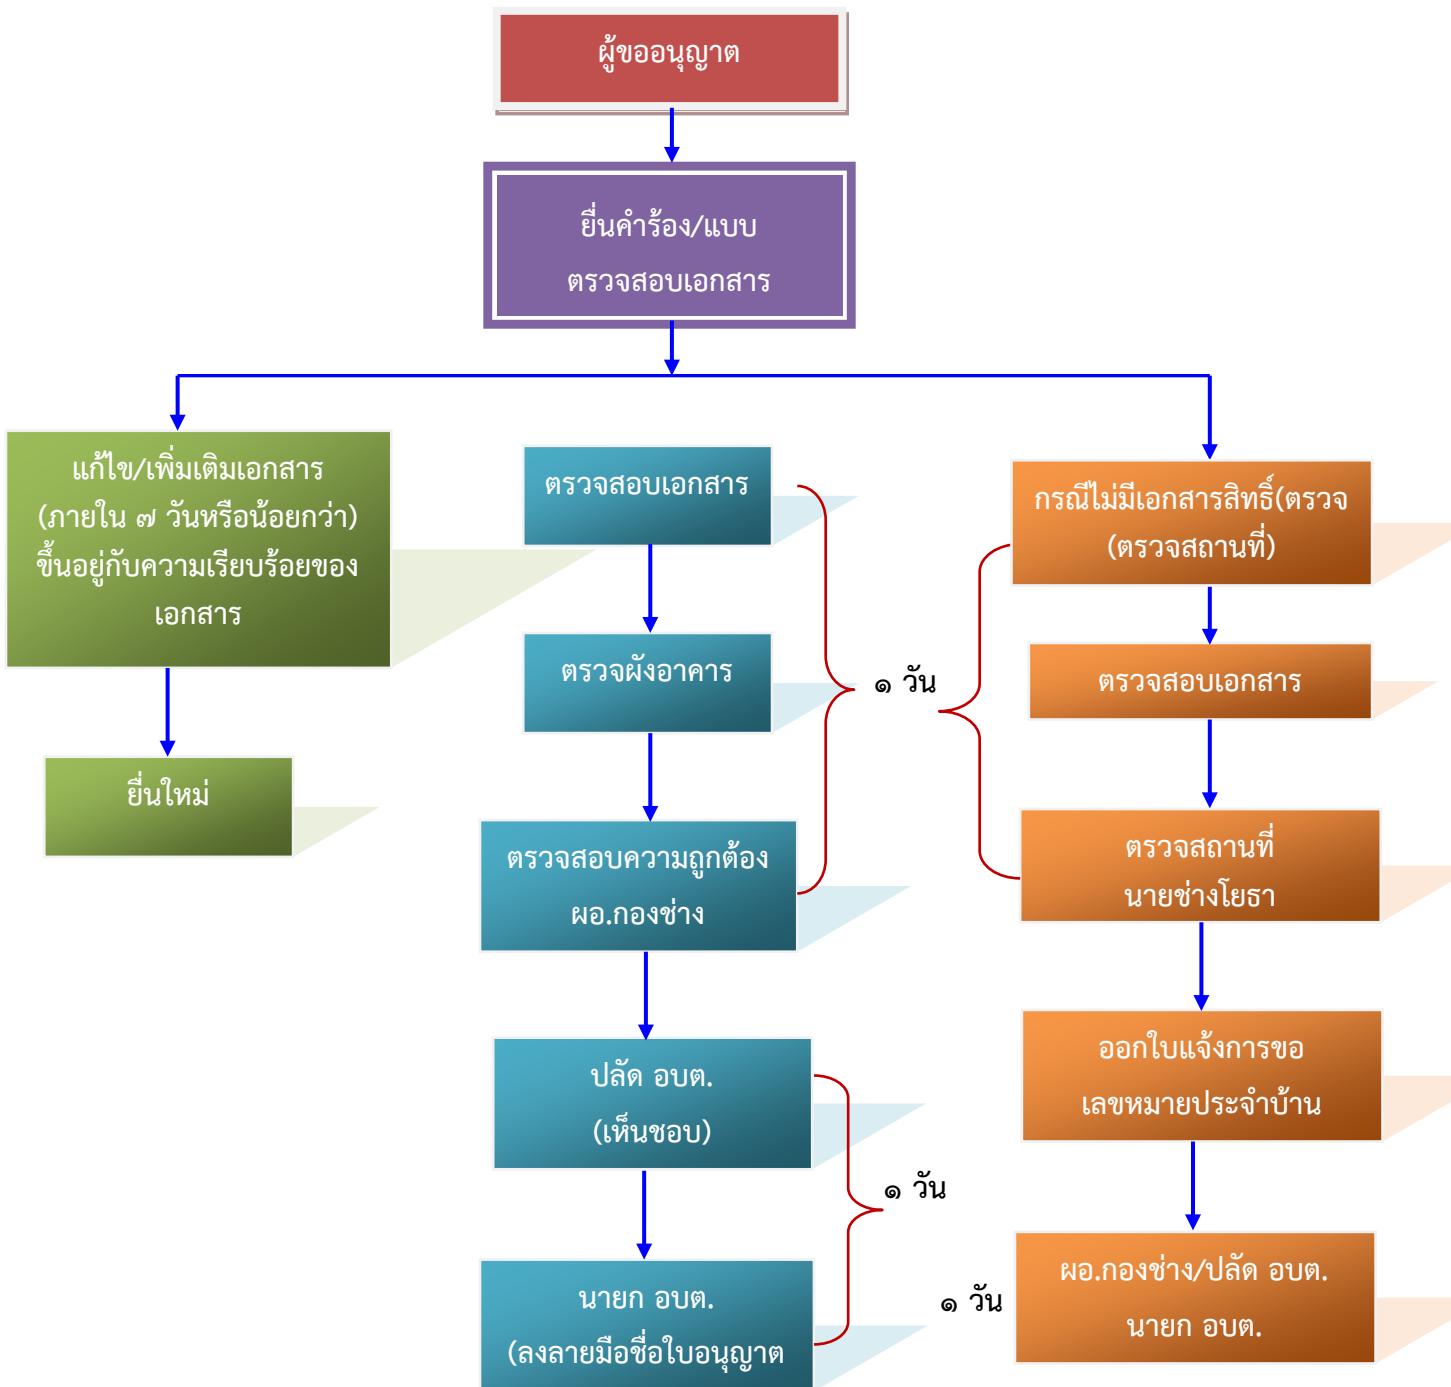 ผู้ขออนุญาต
ยื่นคำร้อง/แบบ
ตรวจสอบเอกสาร
แก้ไข/เพิ่มเติมเอกสาร
(ภายใน ๗ วันหรือน้อยกว่า)
ขึ้นอยู่กับความเรียบร้อยของ
เอกสาร
ยื่นใหม่
ตรวจสอบเอกสาร
ตรวจผังอาคาร
ตรวจสอบความถูกต้อง
ผอ.กองช่าง
๑ วัน
ปลัด อบต.
(เห็นชอบ)
นายก อบต.
(ลงลายมือชื่อใบอนุญาต
๑ วัน
กรณีไม่มีเอกสารสิทธิ์(ตรวจ
(ตรวจสถานที่)
ตรวจสอบเอกสาร
ตรวจสถานที่
นายช่างโยธา
ออกใบแจ้งการขอ
เลขหมายประจำบ้าน
๑ วัน
ผอ.กองช่าง/ปลัด อบต.
นายก อบต.